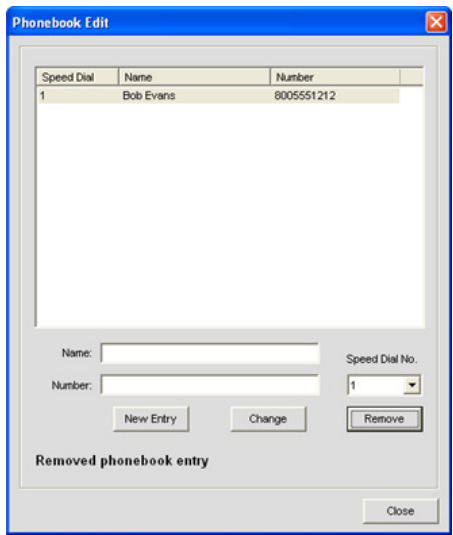 Phonebook Edit
Speed Dial Name Number
1 Bob Evans 8005551212
Name:
Speed Dial No.
Number:
1
New Entry Change Remove
Removed phonebook entry
Close